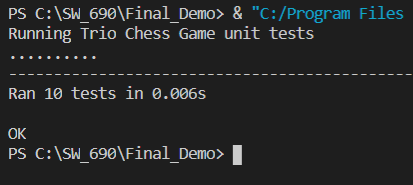 PS C:\SW_690\Final_Demo> & "C:/Program Files
Running Trio Chess Game unit tests
..........
----------------------------------------------------------------------
Ran 10 tests in 0.006s
OK
PS C:\SW_690\Final_Demo>